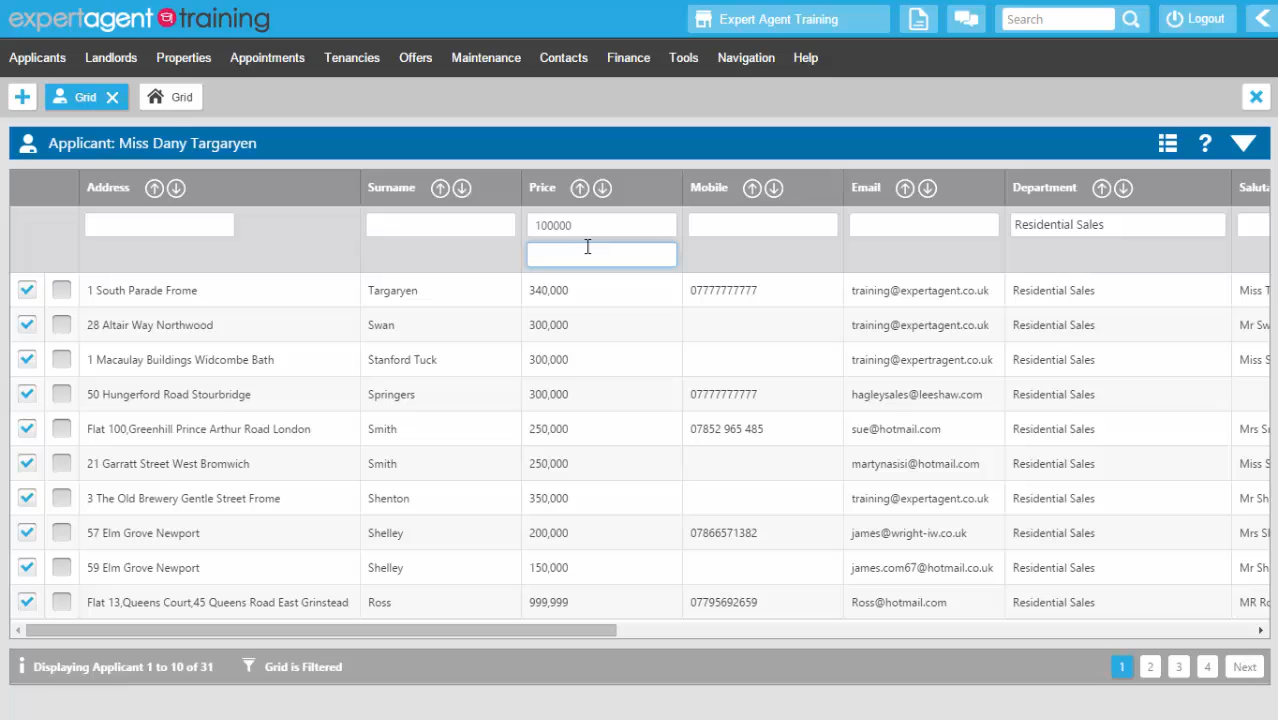 expertagent training
Expert Agent Training
Search
Logout
Applicants Landlords Properties Appointments Tenancies Offers Maintenance Contacts Finance Tools Navigation Help
Grid Grid
Applicant: Miss Dany Targaryen
Address Surname Price Mobile Email Department Saluta
100000 Residential Sales
1 South Parade Frome Targaryen 340,000 07777777777 training@expertagent.co.uk Residential Sales Miss T
28 Altair Way Northwood Swan 300,000 training@expertagent.co.uk Residential Sales Mr Sw
1 Macaulay Buildings Widcombe Bath Stanford Tuck 300,000 training@expertragent.co.uk Residential Sales Miss S
50 Hungerford Road Stourbridge Springers 300,000 07777777777 hagleysales@leeshaw.com Residential Sales
Flat 100,Greenhill Prince Arthur Road London Smith 250,000 07852 965 485 sue@hotmail.com Residential Sales Mrs S
21 Garratt Street West Bromwich Smith 250,000 martynasisi@hotmail.com Residential Sales Miss S
3 The Old Brewery Gentle Street Frome Shenton 350,000 training@expertagent.co.uk Residential Sales Mr Sh
57 Elm Grove Newport Shelley 200,000 07866571382 james@wright-iw.co.uk Residential Sales Mrs S
59 Elm Grove Newport Shelley 150,000 james.com67@hotmail.co.uk Residential Sales Mr Sh
Flat 13,Queens Court,45 Queens Road East Grinstead Ross 999,999 07795692659 Ross@hotmail.com Residential Sales MR Ro
Displaying Applicant 1 to 10 of 31 Grid is Filtered 1 2 3 4 Next